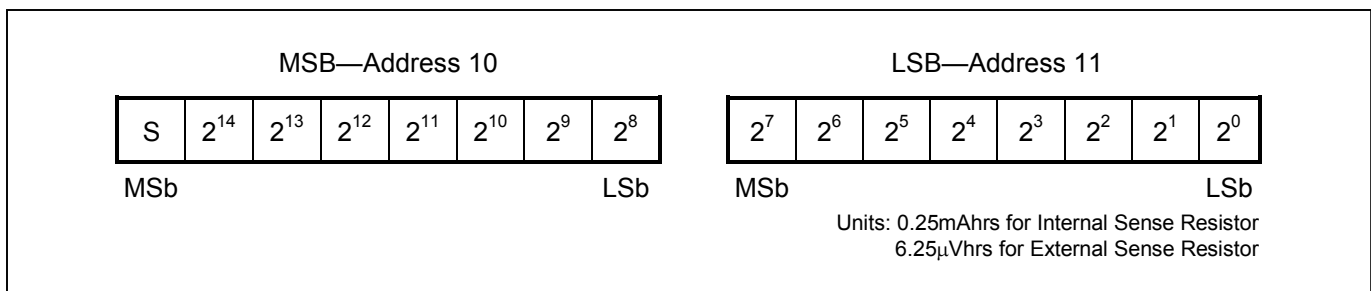 MSB—Address 10
LSB—Address 11
S 2^14 2^13 2^12 2^11 2^10 2^9 2^8
2^7 2^6 2^5 2^4 2^3 2^2 2^1 2^0
MSb LSb
MSb LSb
Units: 0.25mAhrs for Internal Sense Resistor
6.25μVhrs for External Sense Resistor